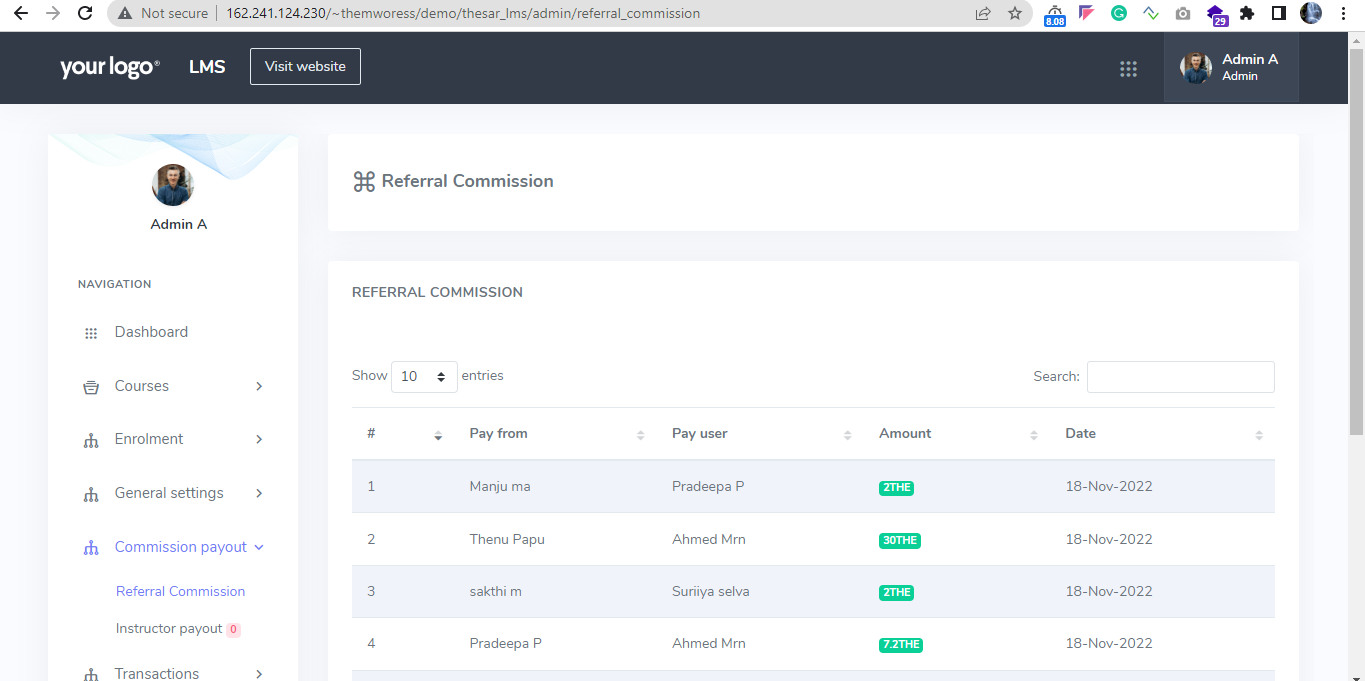 Not secure | 162.241.124.230/~themworess/demo/thesar_lms/admin/referral_commission
8.08
29
your logo® LMS Visit website
Admin A
Admin
Admin A
NAVIGATION
Dashboard
Courses
Enrolment
General settings
Commission payout
Referral Commission
Instructor payout 0
Transactions
Referral Commission
REFERRAL COMMISSION
Show 10 entries Search:
# Pay from Pay user Amount Date
1 Manju ma Pradeepa P 2THE 18-Nov-2022
2 Thenu Papu Ahmed Mrn 30THE 18-Nov-2022
3 sakthi m Suriiya selva 2THE 18-Nov-2022
4 Pradeepa P Ahmed Mrn 7.2THE 18-Nov-2022